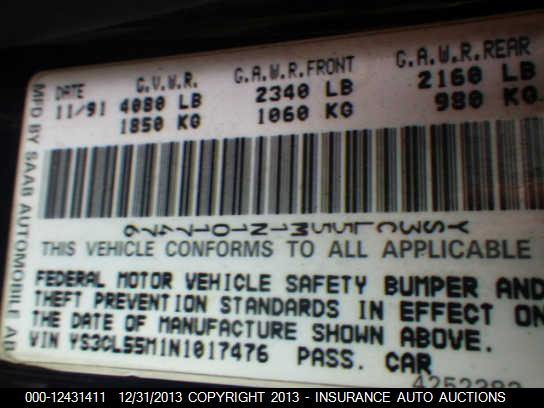 MFD BY SAAB AUTOMOBILE AB
DATE G.V.W.R. G.A.W.R.FRONT G.A.W.R.REAR
11/91 4080 LB 2340 LB 2160 LB
1850 KG 1060 KG 980 KG
YS3CL55M1N1017476
THIS VEHICLE CONFORMS TO ALL APPLICABLE
FEDERAL MOTOR VEHICLE SAFETY BUMPER AND
THEFT PREVENTION STANDARDS IN EFFECT ON
THE DATE OF MANUFACTURE SHOWN ABOVE.
VIN YS3CL55M1N1017476 PASS. CAR
000-12431411 12/31/2013 COPYRIGHT 2013 - INSURANCE AUTO AUCTIONS